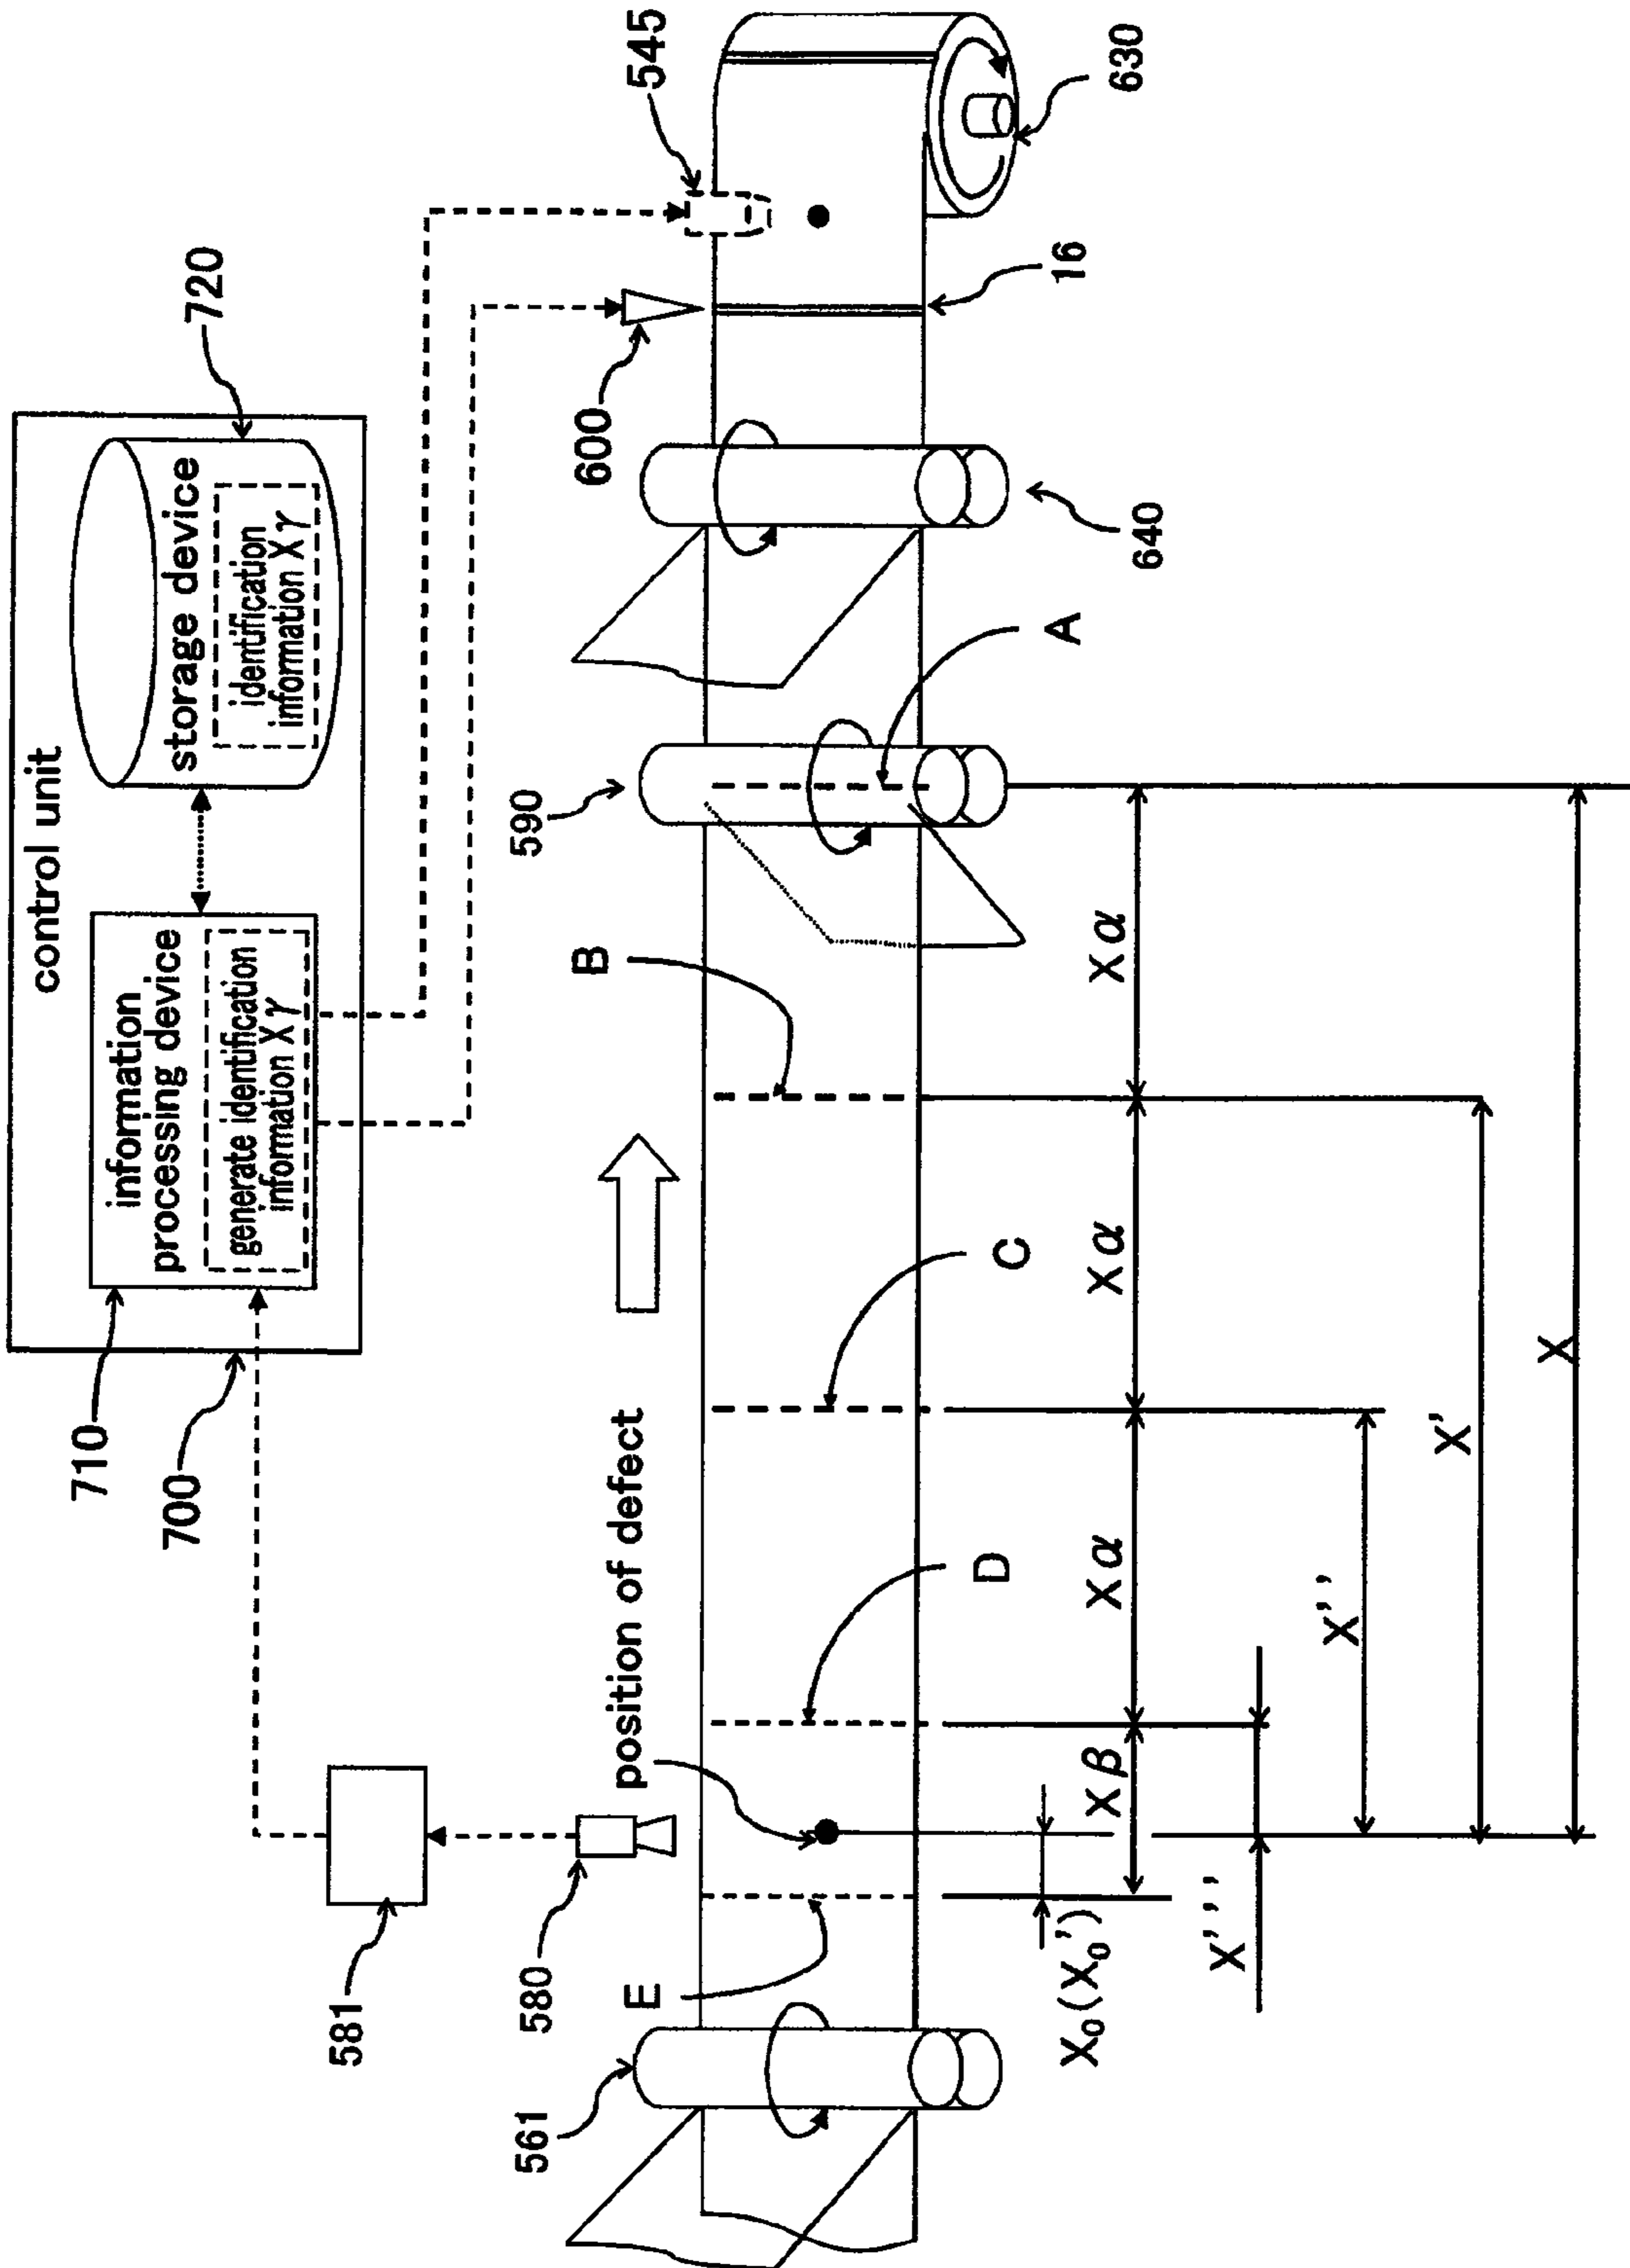 control unit
information
processing device
generate identification
information Xγ
storage device
identification
information Xγ
710
700
720
581
580
position of defect
561
E
D
C
B
590
A
600
545
640
16
630
X₀(X₀')
Xβ
Xα
Xα
Xα
X'''
X''
X'
X